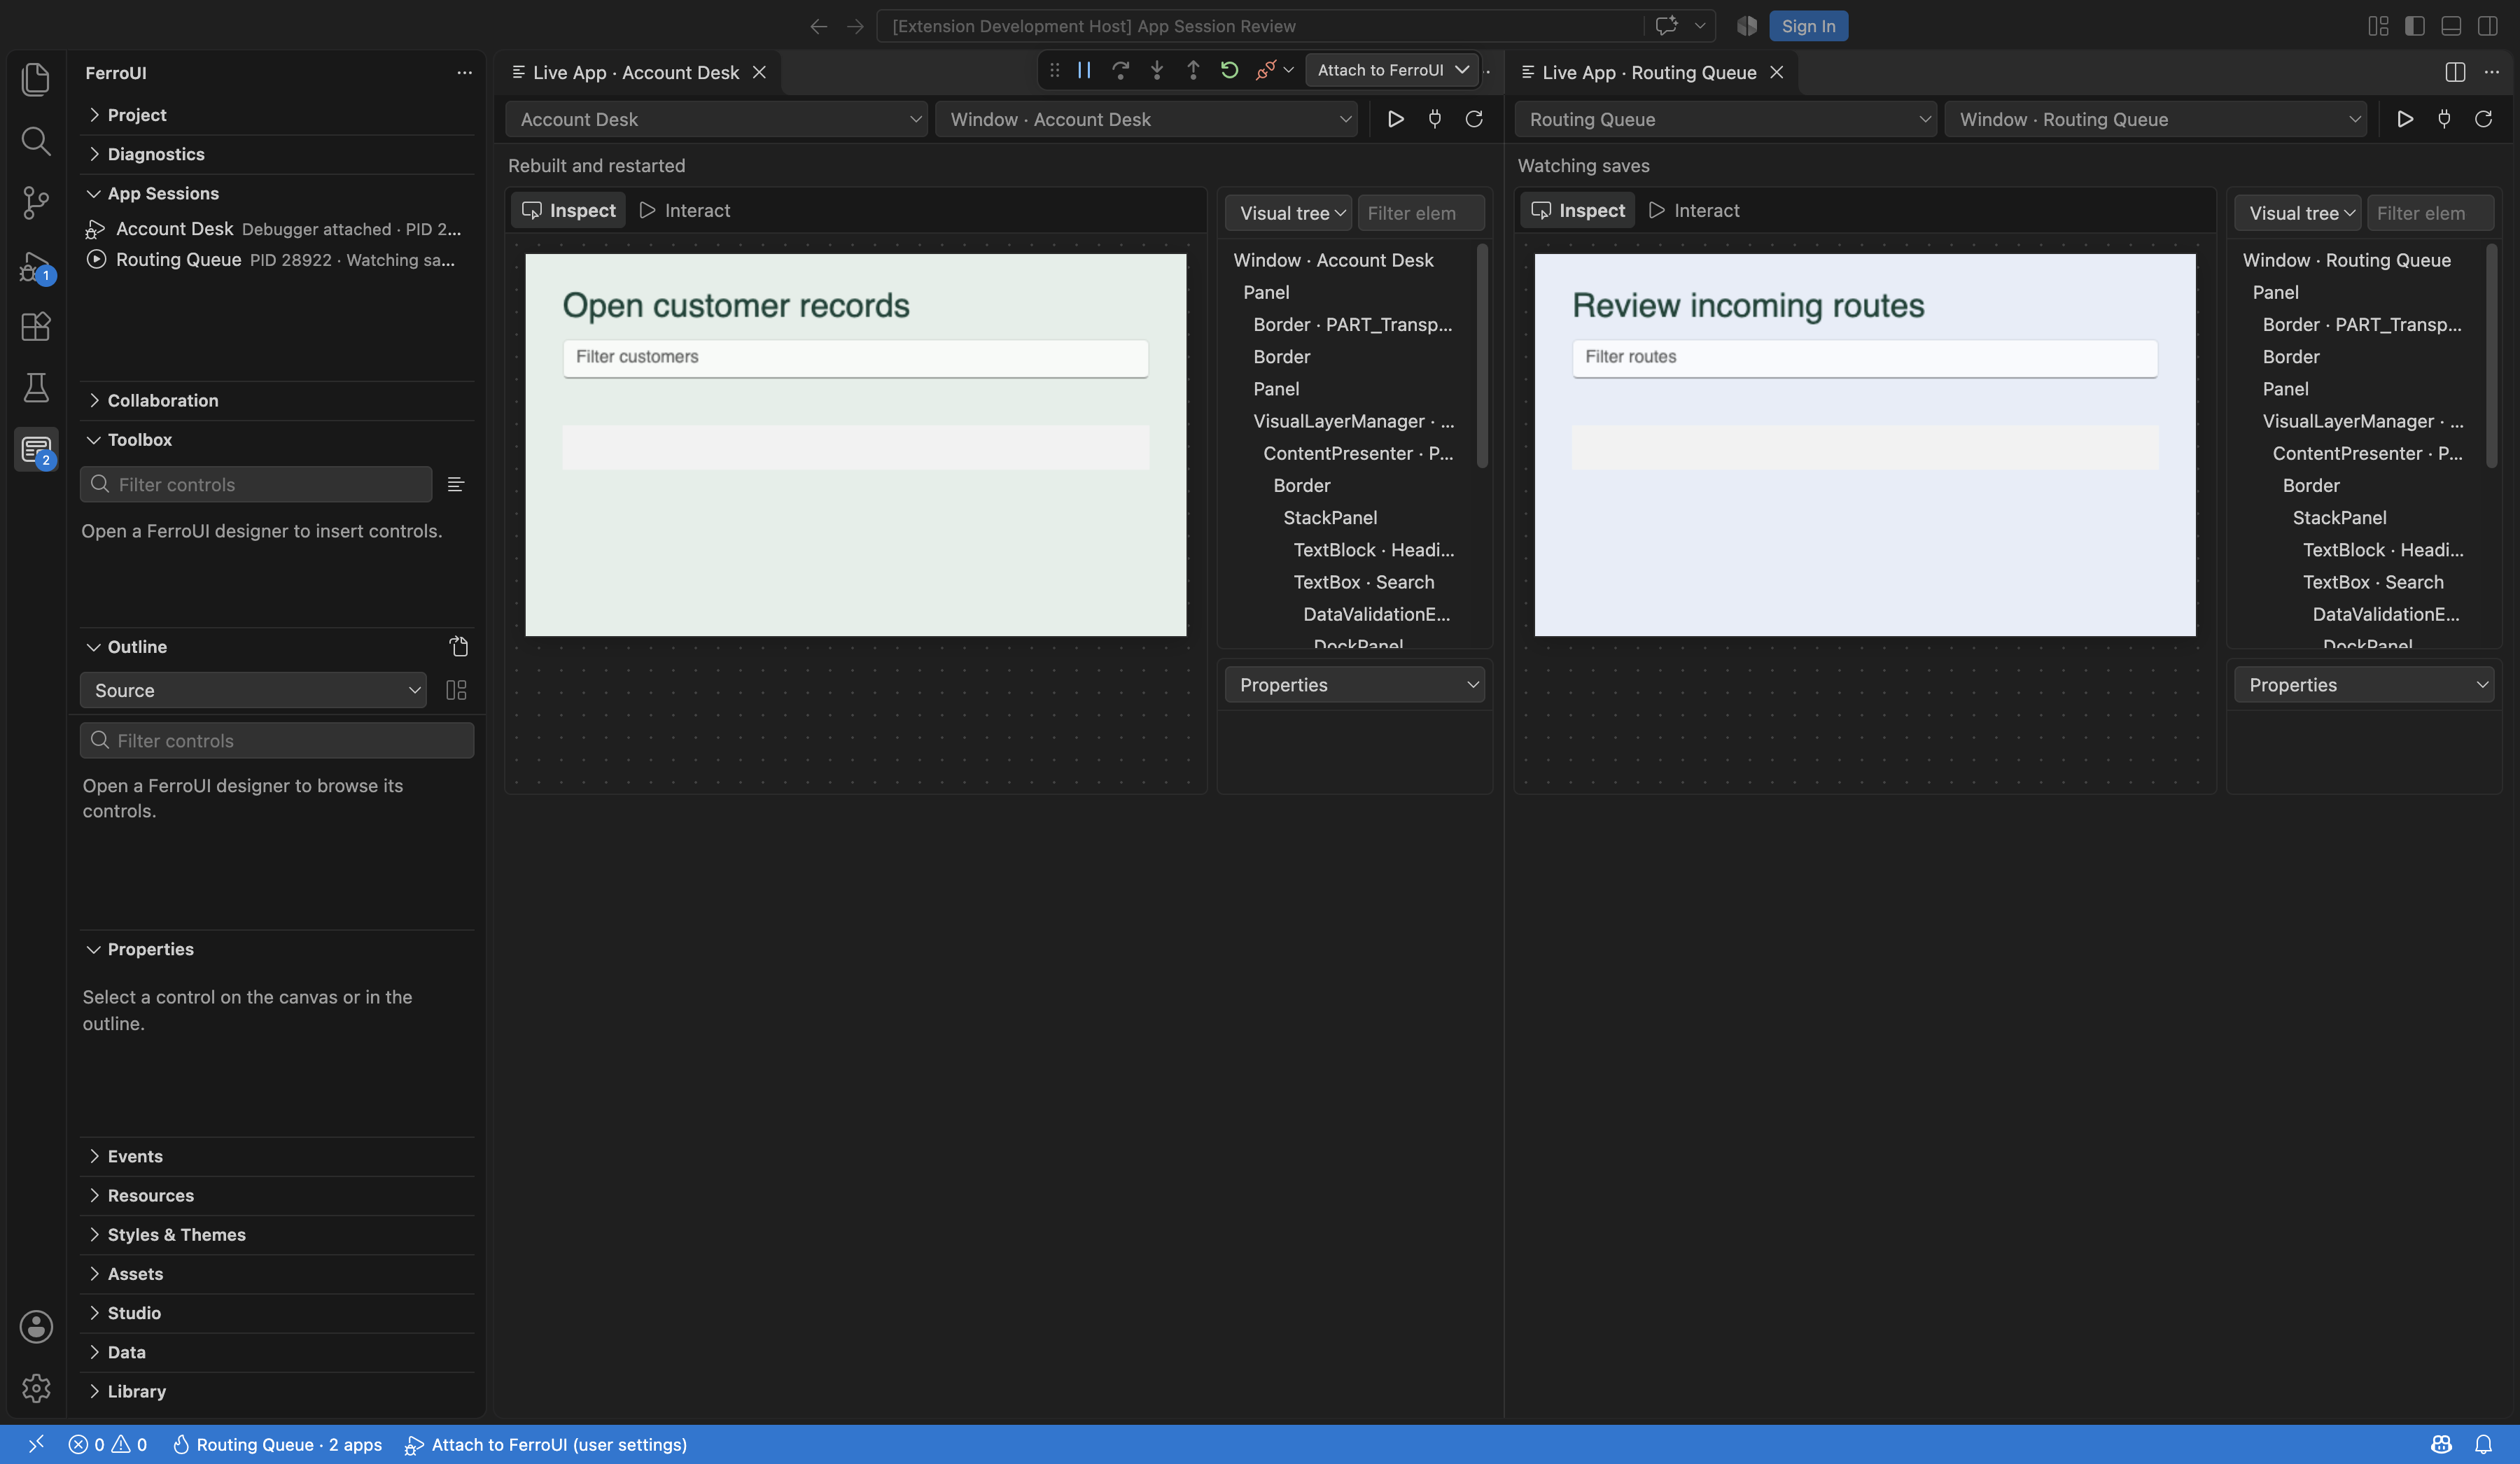 [Extension Development Host] App Session Review
Sign In
FerroUI
Project
Diagnostics
App Sessions
Account Desk Debugger attached · PID 2...
Routing Queue PID 28922 · Watching sa...
1
2
Collaboration
Toolbox
Filter controls
Open a FerroUI designer to insert controls.
Outline
Source
Filter controls
Open a FerroUI designer to browse its
controls.
Properties
Select a control on the canvas or in the
outline.
Events
Resources
Styles & Themes
Assets
Studio
Data
Library
Live App · Account Desk
Attach to FerroUI
Account Desk
Window · Account Desk
Rebuilt and restarted
Inspect
Interact
Open customer records
Filter customers
Visual tree
Filter elem
Window · Account Desk
Panel
Border · PART_Transp...
Border
Panel
VisualLayerManager · ...
ContentPresenter · P...
Border
StackPanel
TextBlock · Headi...
TextBox · Search
DataValidationE...
DockPanel
Properties
Live App · Routing Queue
Routing Queue
Window · Routing Queue
Watching saves
Inspect
Interact
Review incoming routes
Filter routes
Visual tree
Filter elem
Window · Routing Queue
Panel
Border · PART_Transp...
Border
Panel
VisualLayerManager · ...
ContentPresenter · P...
Border
StackPanel
TextBlock · Headi...
TextBox · Search
DataValidationE...
DockPanel
Properties
0 0 Routing Queue · 2 apps Attach to FerroUI (user settings)